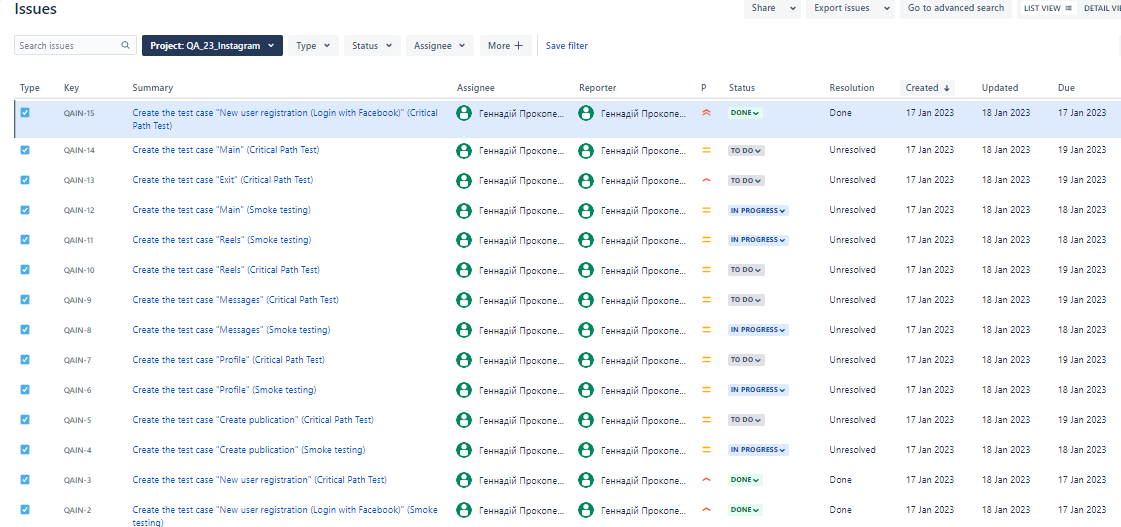 Issues
Share Export issues Go to advanced search LIST VIEW DETAIL VIE
Search issues Project: QA_23_Instagram Type Status Assignee More + Save filter
Type Key Summary Assignee Reporter P Status Resolution Created ↓ Updated Due
QAIN-15 Create the test case "New user registration (Login with Facebook)" (Critical Path Test) Геннадій Прокопе... Геннадій Прокопе... DONE Done 17 Jan 2023 18 Jan 2023 17 Jan 2023
QAIN-14 Create the test case "Main" (Critical Path Test) Геннадій Прокопе... Геннадій Прокопе... TO DO Unresolved 17 Jan 2023 18 Jan 2023 19 Jan 2023
QAIN-13 Create the test case "Exit" (Critical Path Test) Геннадій Прокопе... Геннадій Прокопе... TO DO Unresolved 17 Jan 2023 18 Jan 2023 19 Jan 2023
QAIN-12 Create the test case "Main" (Smoke testing) Геннадій Прокопе... Геннадій Прокопе... IN PROGRESS Unresolved 17 Jan 2023 18 Jan 2023 18 Jan 2023
QAIN-11 Create the test case "Reels" (Smoke testing) Геннадій Прокопе... Геннадій Прокопе... IN PROGRESS Unresolved 17 Jan 2023 18 Jan 2023 18 Jan 2023
QAIN-10 Create the test case "Reels" (Critical Path Test) Геннадій Прокопе... Геннадій Прокопе... TO DO Unresolved 17 Jan 2023 18 Jan 2023 19 Jan 2023
QAIN-9 Create the test case "Messages" (Critical Path Test) Геннадій Прокопе... Геннадій Прокопе... TO DO Unresolved 17 Jan 2023 18 Jan 2023 19 Jan 2023
QAIN-8 Create the test case "Messages" (Smoke testing) Геннадій Прокопе... Геннадій Прокопе... IN PROGRESS Unresolved 17 Jan 2023 18 Jan 2023 18 Jan 2023
QAIN-7 Create the test case "Profile" (Critical Path Test) Геннадій Прокопе... Геннадій Прокопе... TO DO Unresolved 17 Jan 2023 18 Jan 2023 19 Jan 2023
QAIN-6 Create the test case "Profile" (Smoke testing) Геннадій Прокопе... Геннадій Прокопе... IN PROGRESS Unresolved 17 Jan 2023 18 Jan 2023 18 Jan 2023
QAIN-5 Create the test case "Create publication" (Critical Path Test) Геннадій Прокопе... Геннадій Прокопе... TO DO Unresolved 17 Jan 2023 18 Jan 2023 19 Jan 2023
QAIN-4 Create the test case "Create publication" (Smoke testing) Геннадій Прокопе... Геннадій Прокопе... IN PROGRESS Unresolved 17 Jan 2023 18 Jan 2023 18 Jan 2023
QAIN-3 Create the test case "New user registration" (Critical Path Test) Геннадій Прокопе... Геннадій Прокопе... DONE Done 17 Jan 2023 18 Jan 2023 17 Jan 2023
QAIN-2 Create the test case "New user registration (Login with Facebook)" (Smoke testing) Геннадій Прокопе... Геннадій Прокопе... DONE Done 17 Jan 2023 18 Jan 2023 17 Jan 2023